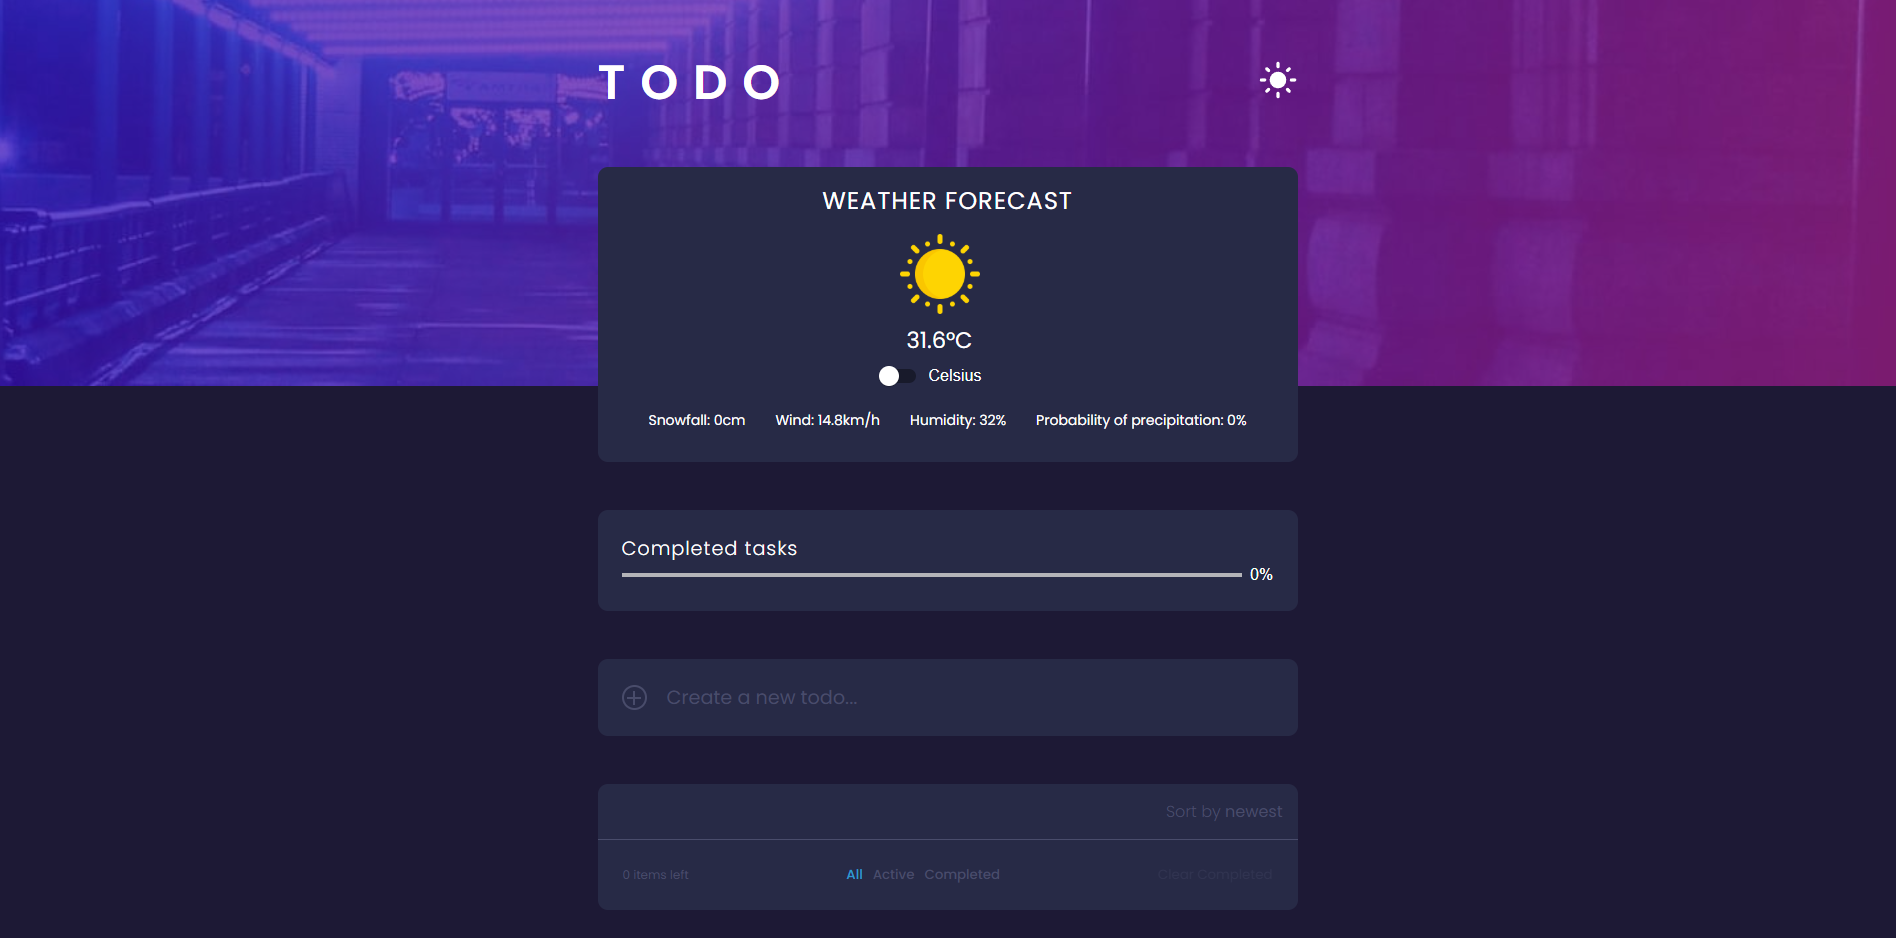 TODO
WEATHER FORECAST
31.6°C
Celsius
Snowfall: 0cm Wind: 14.8km/h Humidity: 32% Probability of precipitation: 0%
Completed tasks
0%
Create a new todo...
Sort by newest
0 items left All Active Completed Clear Completed